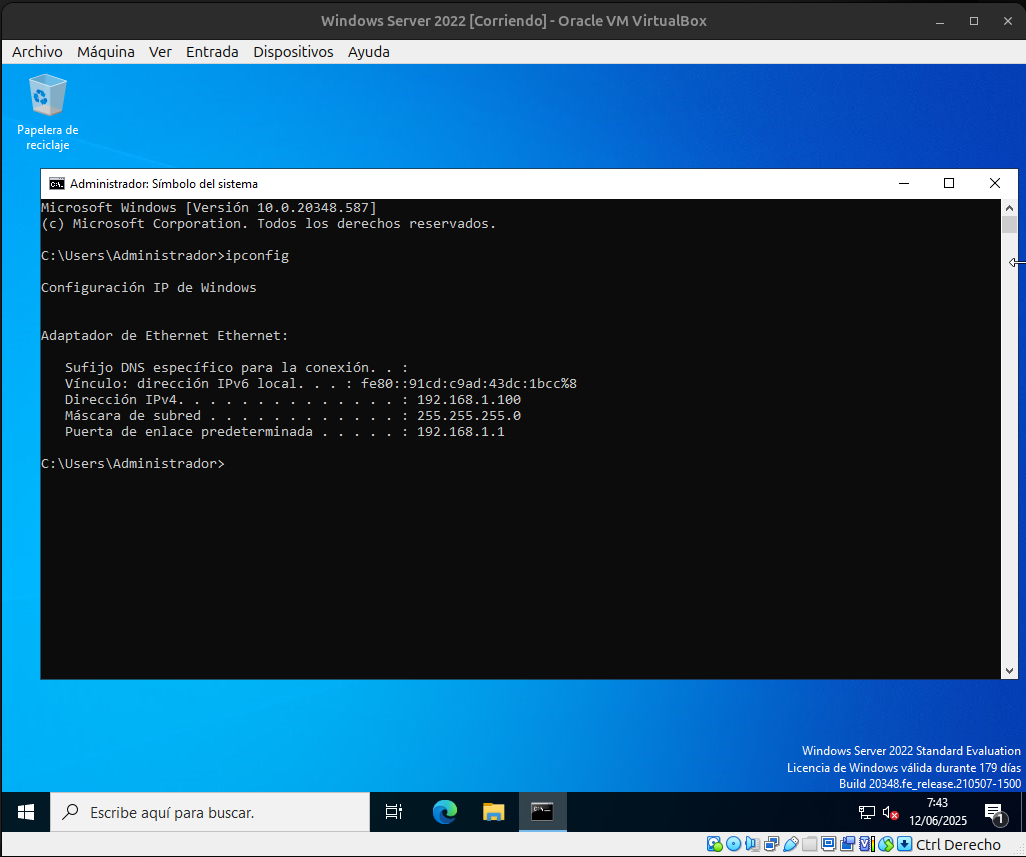 Windows Server 2022 [Corriendo] - Oracle VM VirtualBox
Archivo Máquina Ver Entrada Dispositivos Ayuda
Papelera de
reciclaje
Administrador: Símbolo del sistema
Microsoft Windows [Versión 10.0.20348.587]
(c) Microsoft Corporation. Todos los derechos reservados.
C:\Users\Administrador>ipconfig
Configuración IP de Windows
Adaptador de Ethernet Ethernet:
Sufijo DNS específico para la conexión. . :
Vínculo: dirección IPv6 local. . . : fe80::91cd:c9ad:43dc:1bcc%8
Dirección IPv4. . . . . . . . . . . . . . : 192.168.1.100
Máscara de subred . . . . . . . . . . . . : 255.255.255.0
Puerta de enlace predeterminada . . . . . : 192.168.1.1
C:\Users\Administrador>
Windows Server 2022 Standard Evaluation
Licencia de Windows válida durante 179 días
Build 20348.fe_release.210507-1500
Escribe aquí para buscar.
7:43
12/06/2025
1
Ctrl Derecho